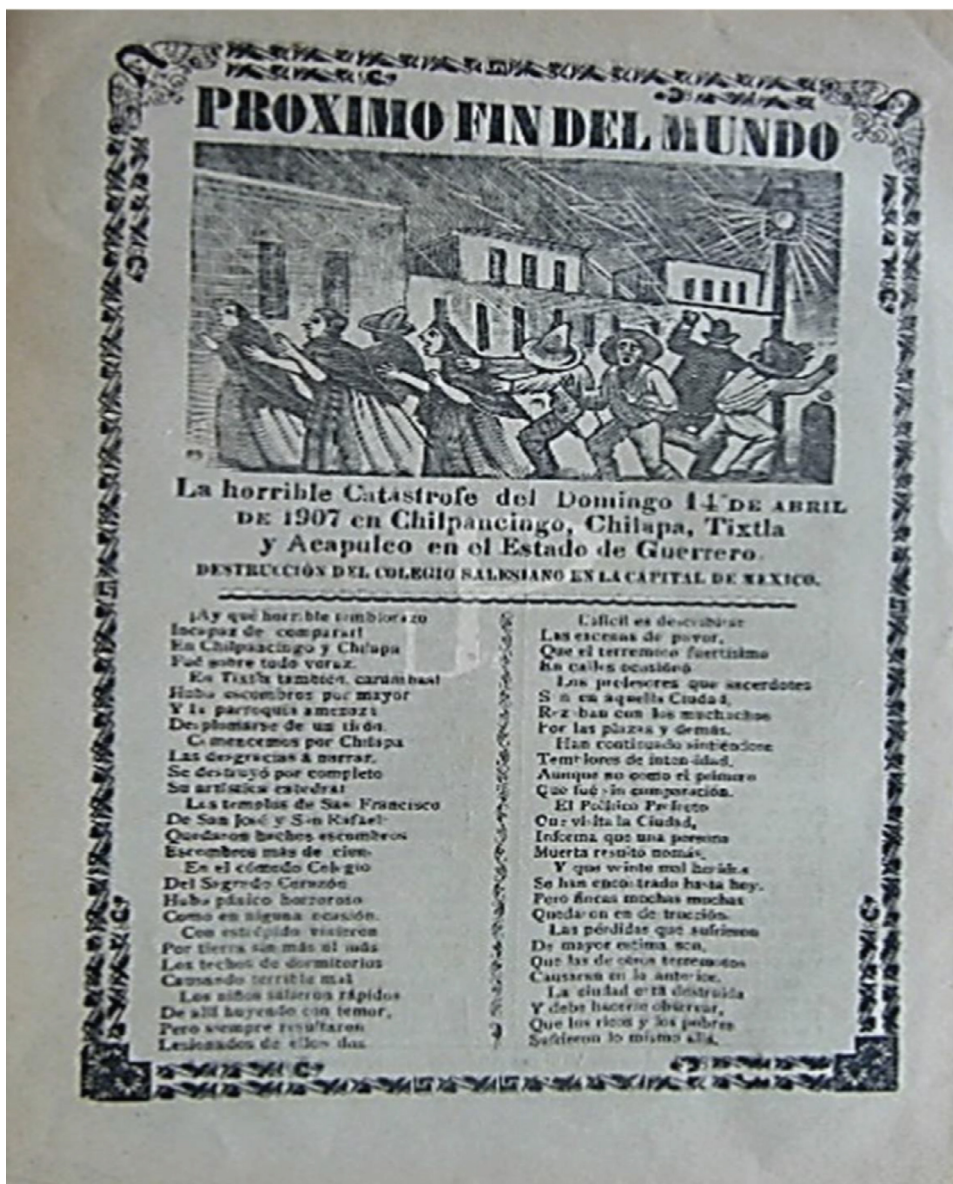 PROXIMO FIN DEL MUNDO
La horrible Catástrofe del Domingo 14 DE ABRIL
DE 1907 en Chilpancingo, Chilapa, Tixtla
y Acapulco en el Estado de Guerrero.
DESTRUCCIÓN DEL COLEGIO SALESIANO EN LA CAPITAL DE MEXICO.
¡Ay qué horrible temblorazo
Incapaz de comparar!
En Chilpancingo y Chilapa
Fué sobre todo voraz.
En Tixtla también, carambas!
Hubo escombros por mayor
Y la parroquia amenaza
Desplomarse de un tirón.
Comencemos por Chilapa
Las desgracias á narrar,
Se destruyó por completo
Su artística catedral
Los templos de San Francisco
De San José y San Rafael
Quedaron hechos escombros
Escombros más de cien
En el cómodo Colegio
Del Sagrado Corazón
Hubo pánico horroroso
Como en niguna ocasión.
Con estrépido vinieron
Por tierra sin más ni más
Los techos de dormitorios
Causando terrible mal
Los niños salieron rápidos
De allí huyendo con temor,
Pero siempre resultaron
Lesionados de ellos dos
es describirse
Las escenas de pavor,
Que el terremoto fuertísimo
En calles ocasionó
Los profesores que sacerdotes
S n en aquella Ciudad,
Rezaban con los muchachos
Por las plazas y demás.
Han continuado sintiéndose
Temblores de intensidad,
Aunque no como el primero
Que fué sin comparación.
El Político Prefecto
Que visita la Ciudad,
Informa que una persona
Muerta resultó nomás,
Y que veinte mal heridos
Se han encontrado hasta hoy.
Pero fincas muchas muchas
Quedaron en de trucción.
Las pérdidas que sufrieron
De mayor estima son,
Que las de otros terremotos
Causaron en lo anterior.
La ciudad está destruida
Y debe hacerse observar,
Que los ricos y los pobres
Sufrieron lo mismo allá.